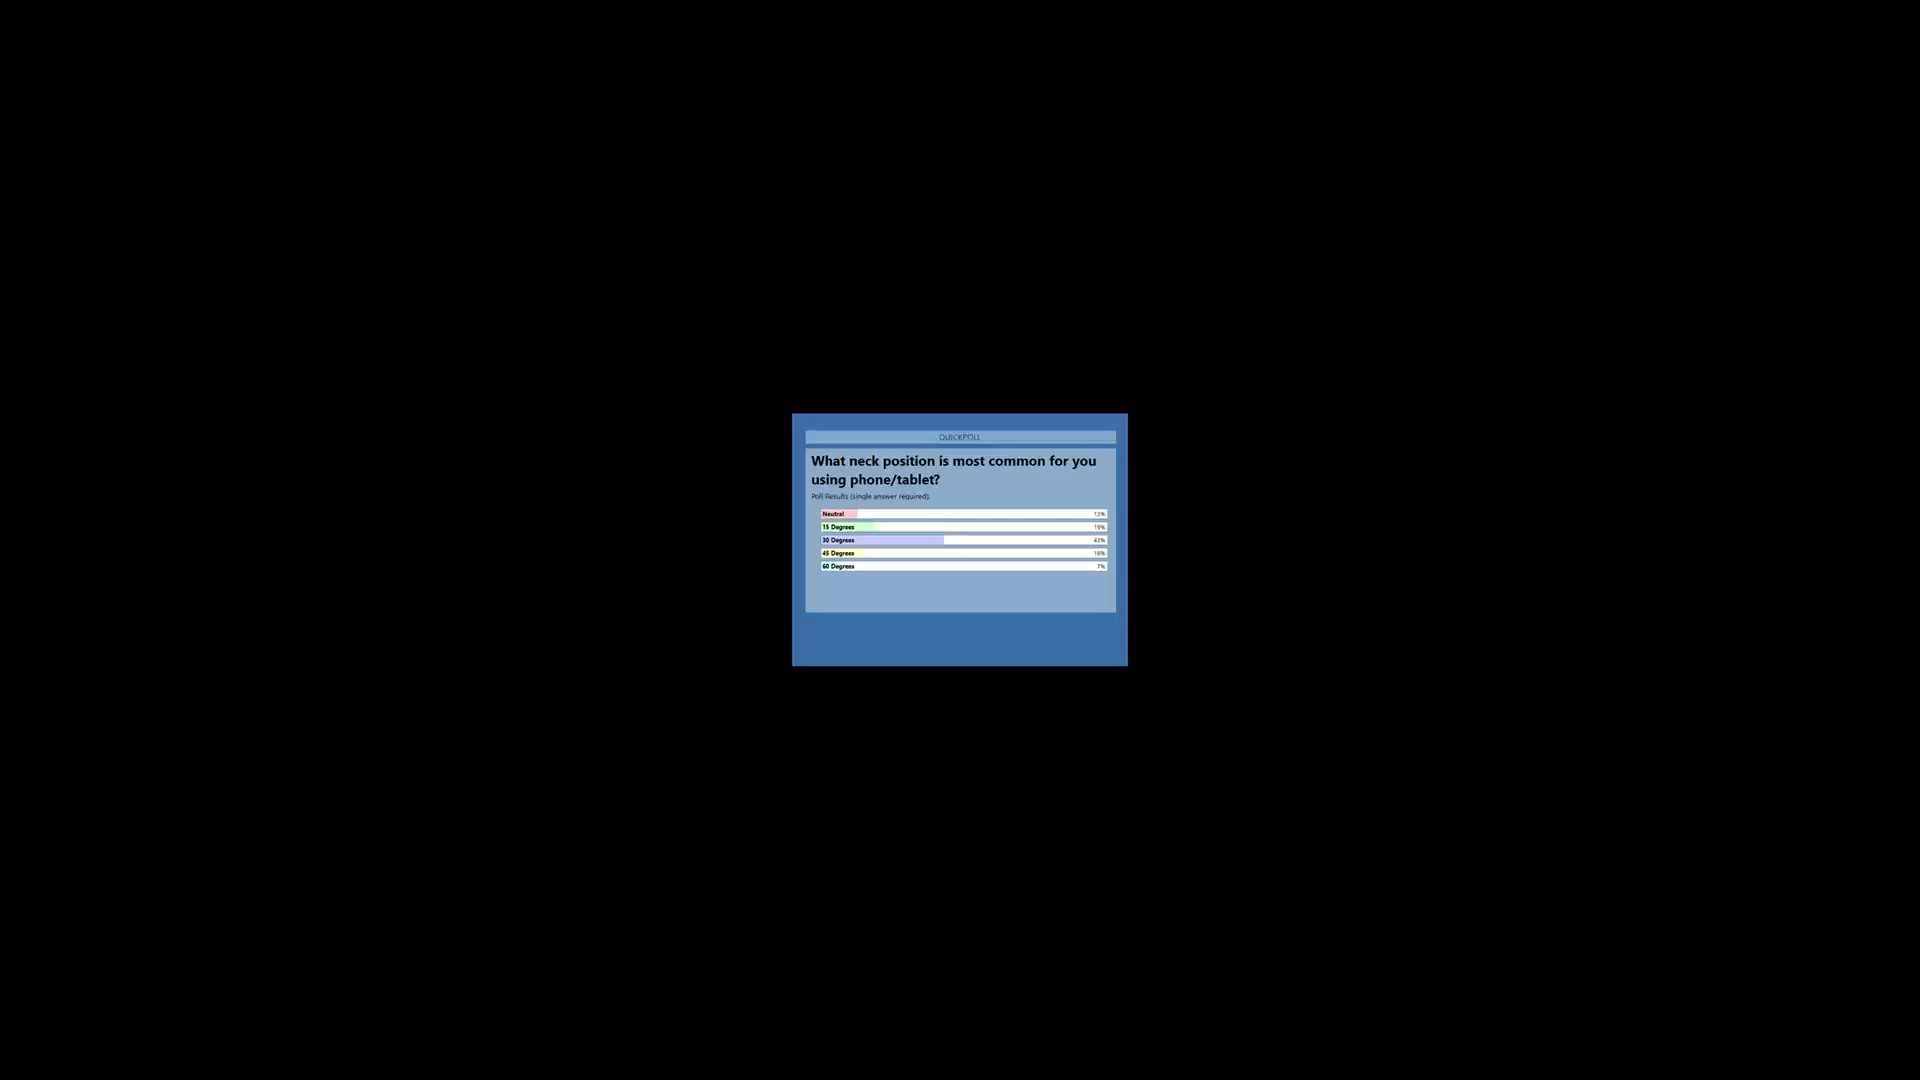 QUICKPOLL
What neck position is most common for you
using phone/tablet?
Poll Results (single answer required):
Neutral 13%
15 Degrees 19%
30 Degrees 43%
45 Degrees 16%
60 Degrees 7%